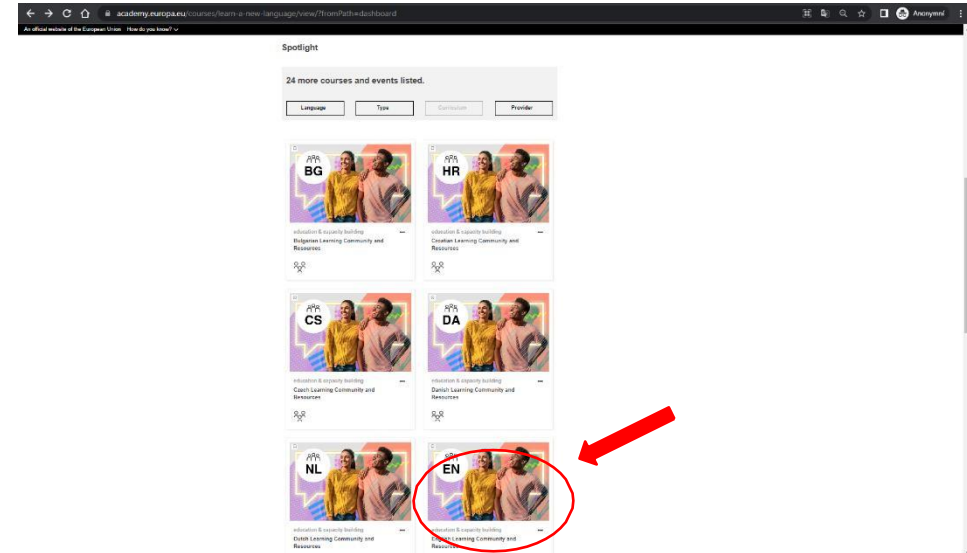 academy.europa.eu/courses/learn-a-new-language/view/?fromPath=dashboard
Anonymní
An official website of the European Union How do you know?
Spotlight
24 more courses and events listed.
Language Type Curriculum Provider
BG
HR
education & capacity building
education & capacity building
Bulgarian Learning Community and
Resources
Croatian Learning Community and
Resources
CS
DA
education & capacity building
education & capacity building
Czech Learning Community and
Resources
Danish Learning Community and
Resources
NL
EN
education & capacity building
education & capacity building
Dutch Learning Community and
Resources
English Learning Community and
Resources